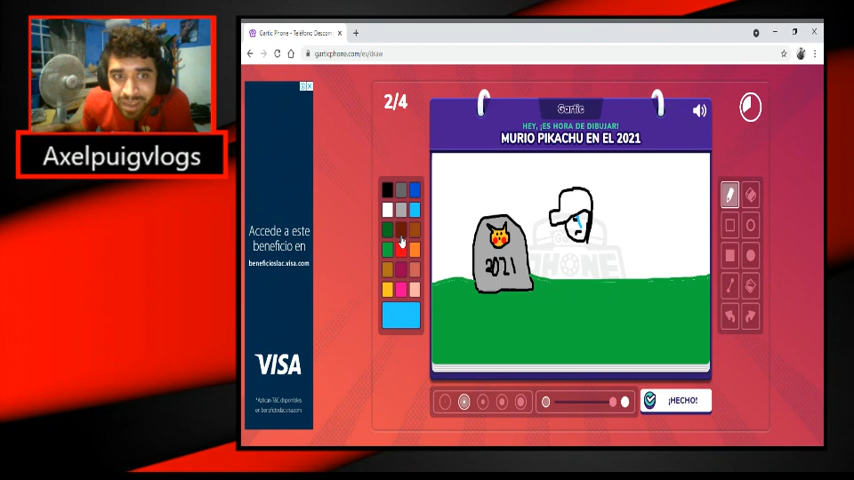 Gartic Phone - Teléfono Descom
garticphone.com/es/draw
2/4
Gartic
HEY, ¡ES HORA DE DIBUJAR!
MURIO PIKACHU EN EL 2021
Axelpuigvlogs
Accede a este
beneficio en
beneficioslac.visa.com
2021
PHONE
VISA
¡HECHO!